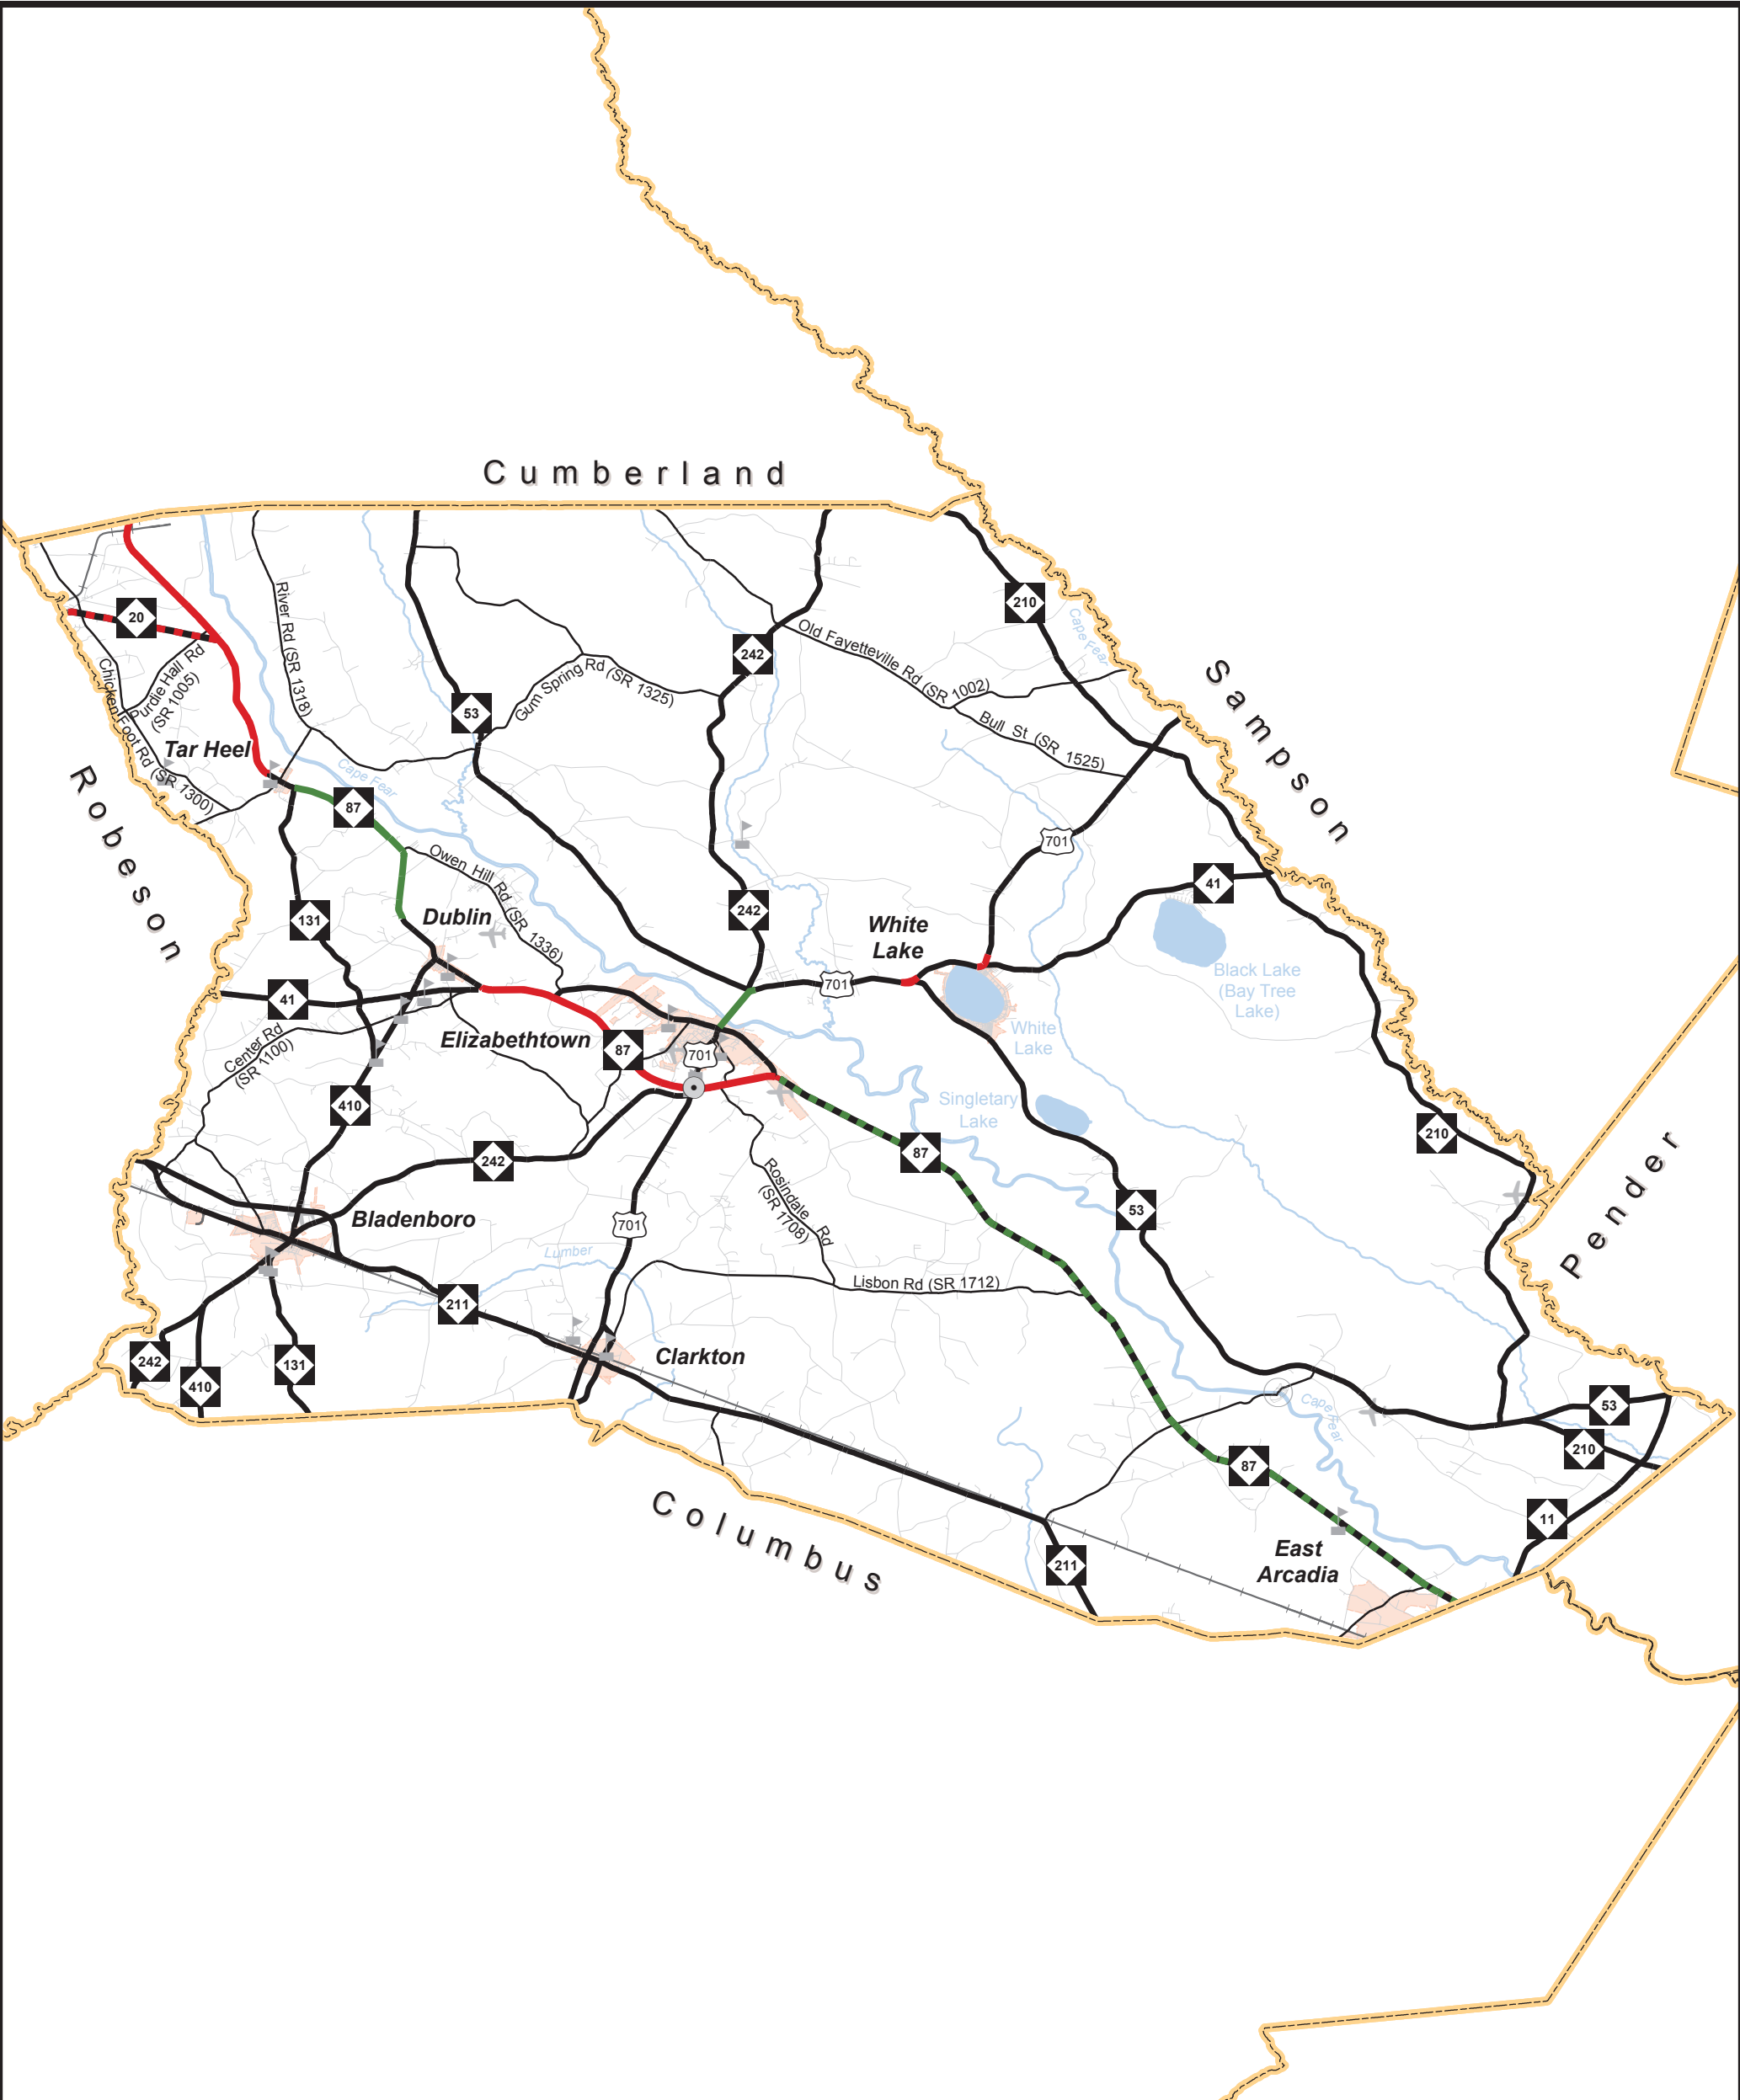 Cumberland
20
210
River Rd (SR 1318)
Cape Fear
242
Old Fayetteville Rd (SR 1002)
Purdie Hall Rd
(SR 1005)
Chicken Foot Rd (SR 1300)
Gum Spring Rd (SR 1325)
53
Bull St (SR 1525)
Sampson
Tar Heel
Cape Fear
87
Robeson
701
Owen Hill Rd (SR 1336)
41
131
Dublin
242
White
Lake
Black Lake
(Bay Tree
Lake)
701
41
White
Lake
Center Rd
(SR 1100)
Elizabethtown
87
701
Singletary
Lake
410
210
87
242
Pender
Rosindale Rd
(SR 1708)
53
Bladenboro
701
Lumber
Lisbon Rd (SR 1712)
211
Clarkton
242
131
410
53
Cape Fear
210
87
Columbus
11
East
Arcadia
211